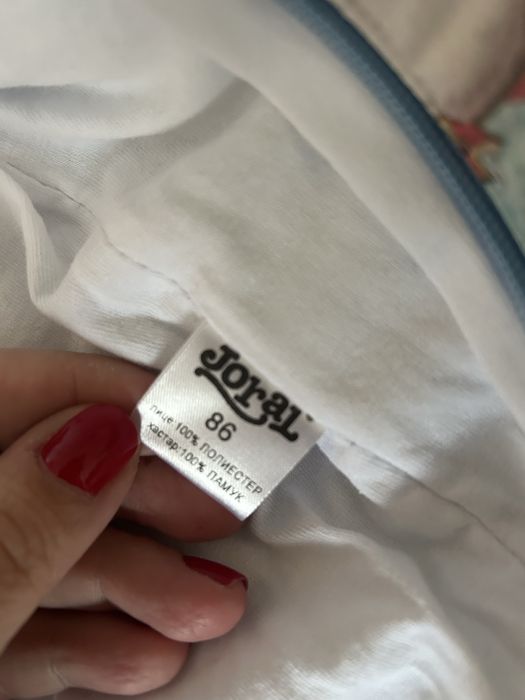 Joral
86
лице 100% ПОЛИЕСТЕР
хастар:100% ПАМУК